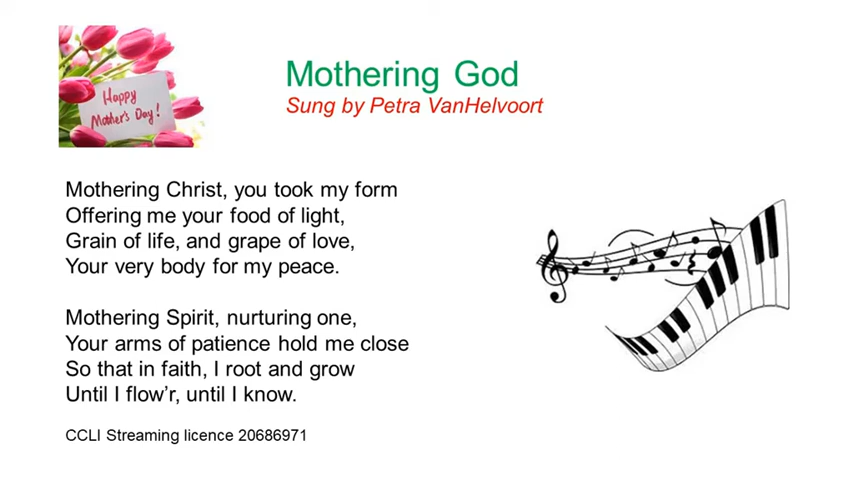 Happy
Mother's Day!
Mothering God
Sung by Petra VanHelvoort
Mothering Christ, you took my form
Offering me your food of light,
Grain of life, and grape of love,
Your very body for my peace.
Mothering Spirit, nurturing one,
Your arms of patience hold me close
So that in faith, I root and grow
Until I flow'r, until I know.
CCLI Streaming licence 20686971